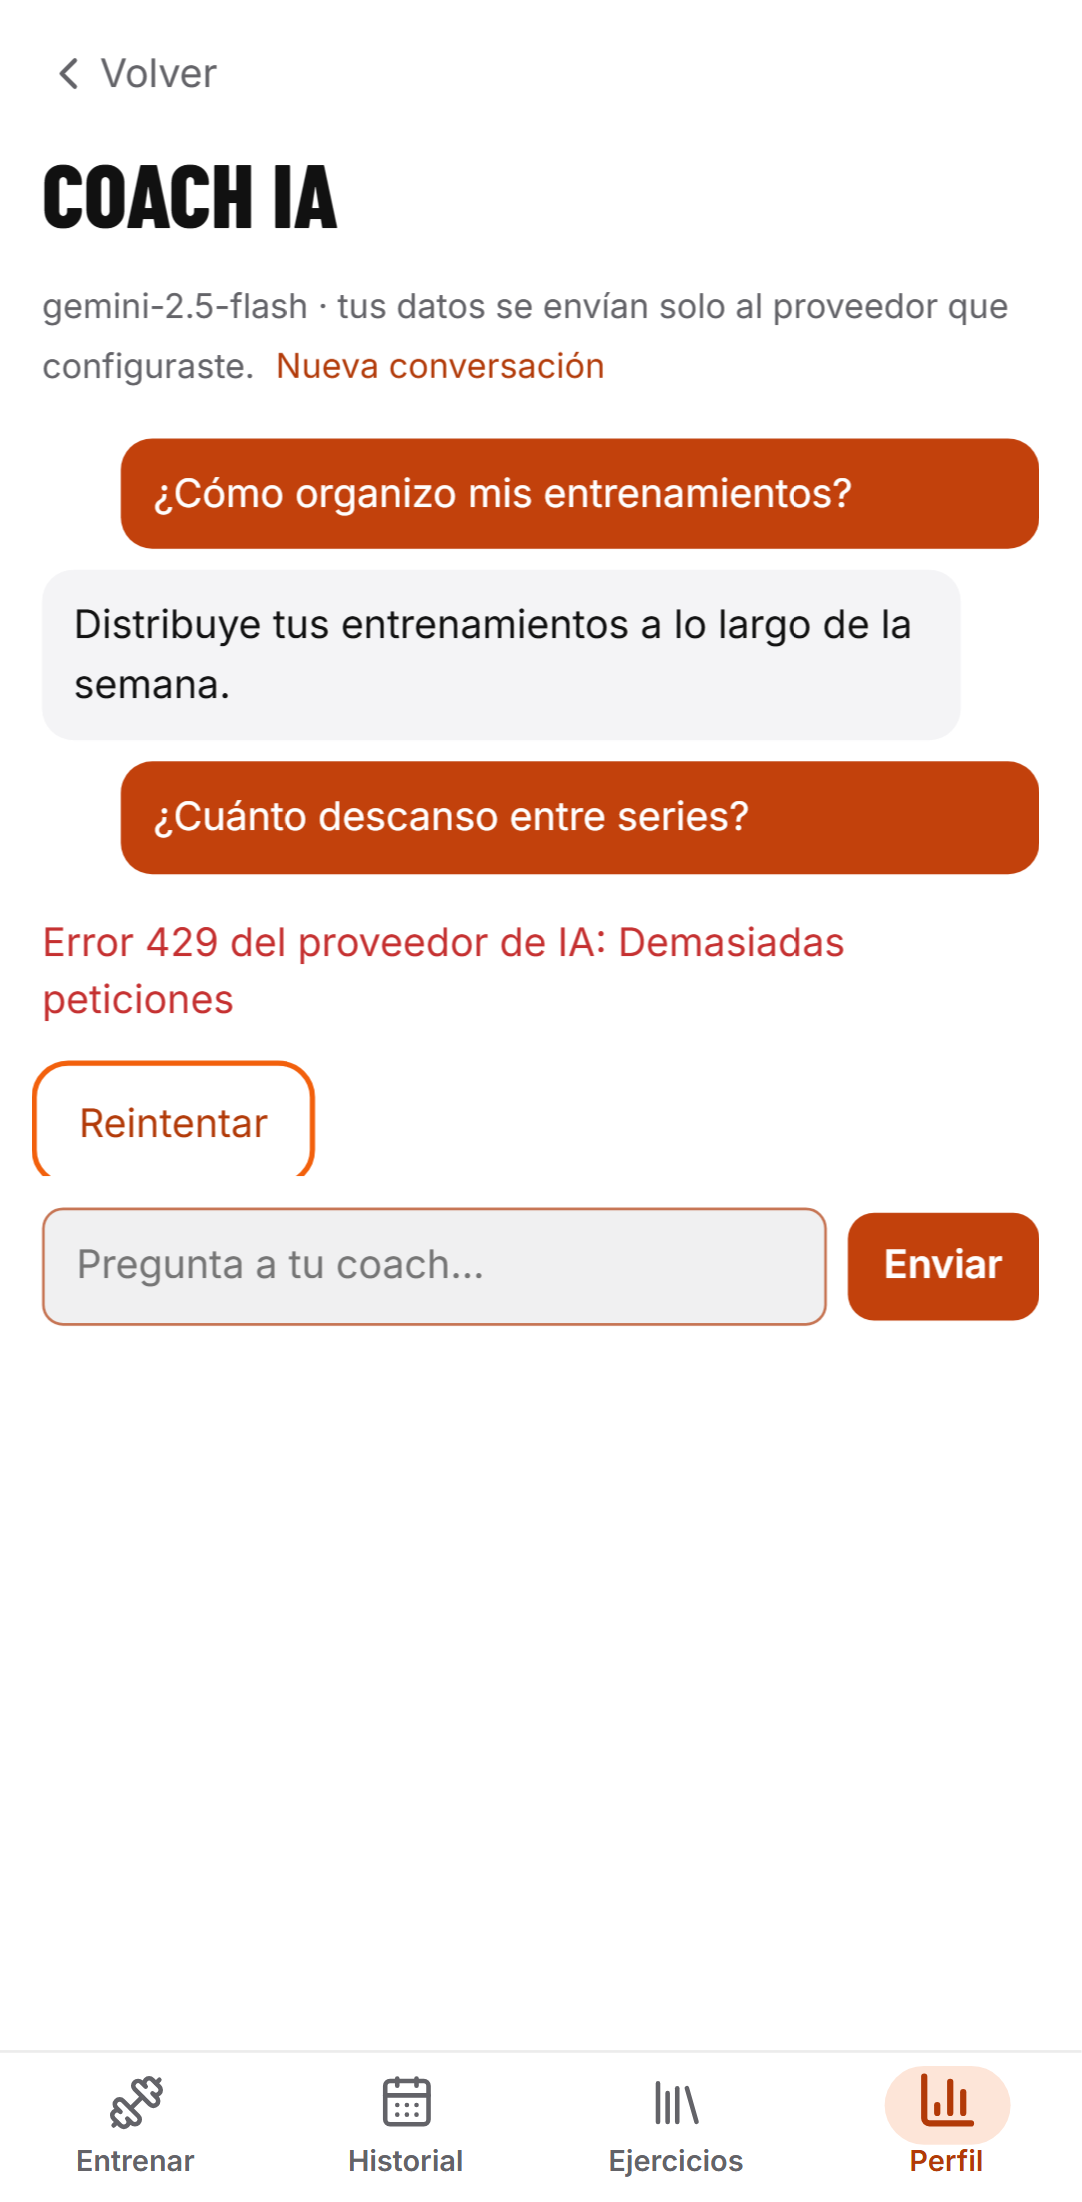 Volver
COACH IA
gemini-2.5-flash · tus datos se envían solo al proveedor que
configuraste. Nueva conversación
¿Cómo organizo mis entrenamientos?
Distribuye tus entrenamientos a lo largo de la
semana.
¿Cuánto descanso entre series?
Error 429 del proveedor de IA: Demasiadas
peticiones
Reintentar
Pregunta a tu coach...
Enviar
Entrenar
Historial
Ejercicios
Perfil